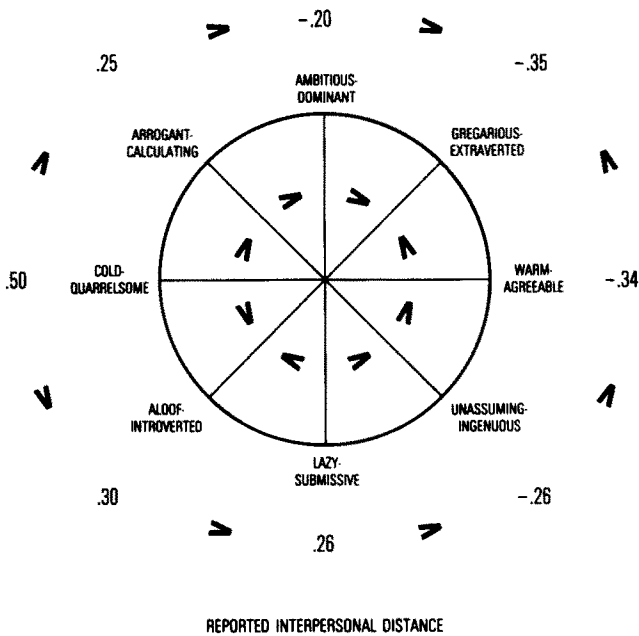 -.20
.25
-.35
AMBITIOUS-
DOMINANT
ARROGANT-
CALCULATING
GREGARIOUS-
EXTRAVERTED
.50
COLD-
QUARRELSOME
WARM-
AGREEABLE
-.34
ALOOF-
INTROVERTED
UNASSUMING-
INGENUOUS
LAZY-
SUBMISSIVE
.30
-.26
.26
REPORTED INTERPERSONAL DISTANCE